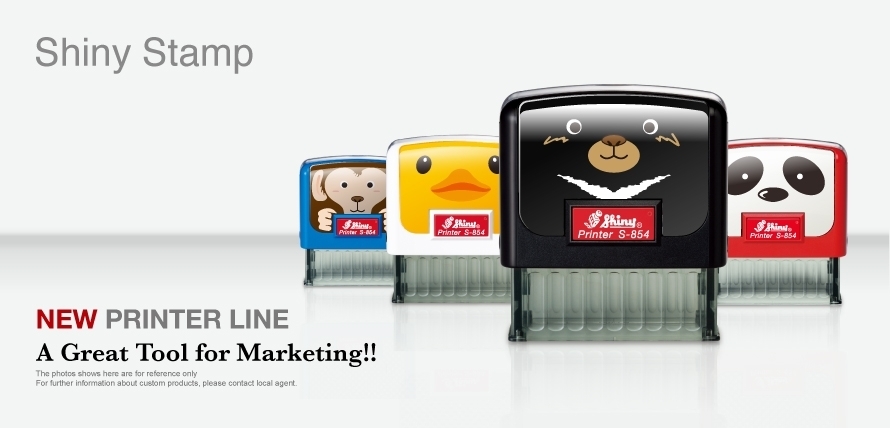 Shiny Stamp
Shiny®
Printer S-854
Shiny®
Printer S-854
Shiny®
Printer S-854
Shiny®
Printer S-854
NEW PRINTER LINE
A Great Tool for Marketing!!
The photos shows here are for reference only
For further information about custom products, please contact local agent.